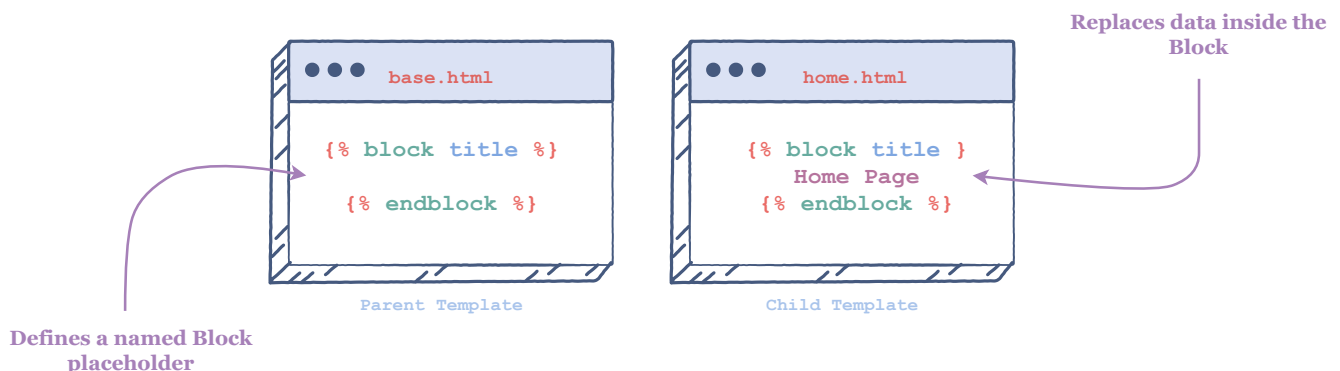 Replaces data inside the
Block
base.html
{% block title %}
{% endblock %}
Parent Template
Defines a named Block
placeholder
home.html
{% block title }
Home Page
{% endblock %}
Child Template